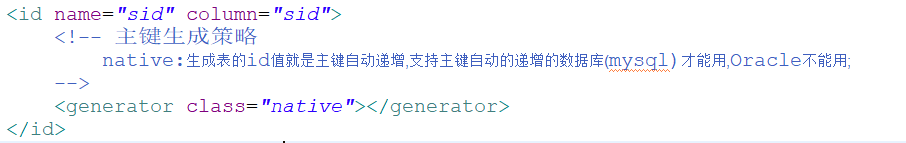 <id name="sid" column="sid">
<!-- 主键生成策略
native:生成表的id值就是主键自动递增,支持主键自动的递增的数据库(mysql)才能用,Oracle不能用;
-->
<generator class="native"></generator>
</id>